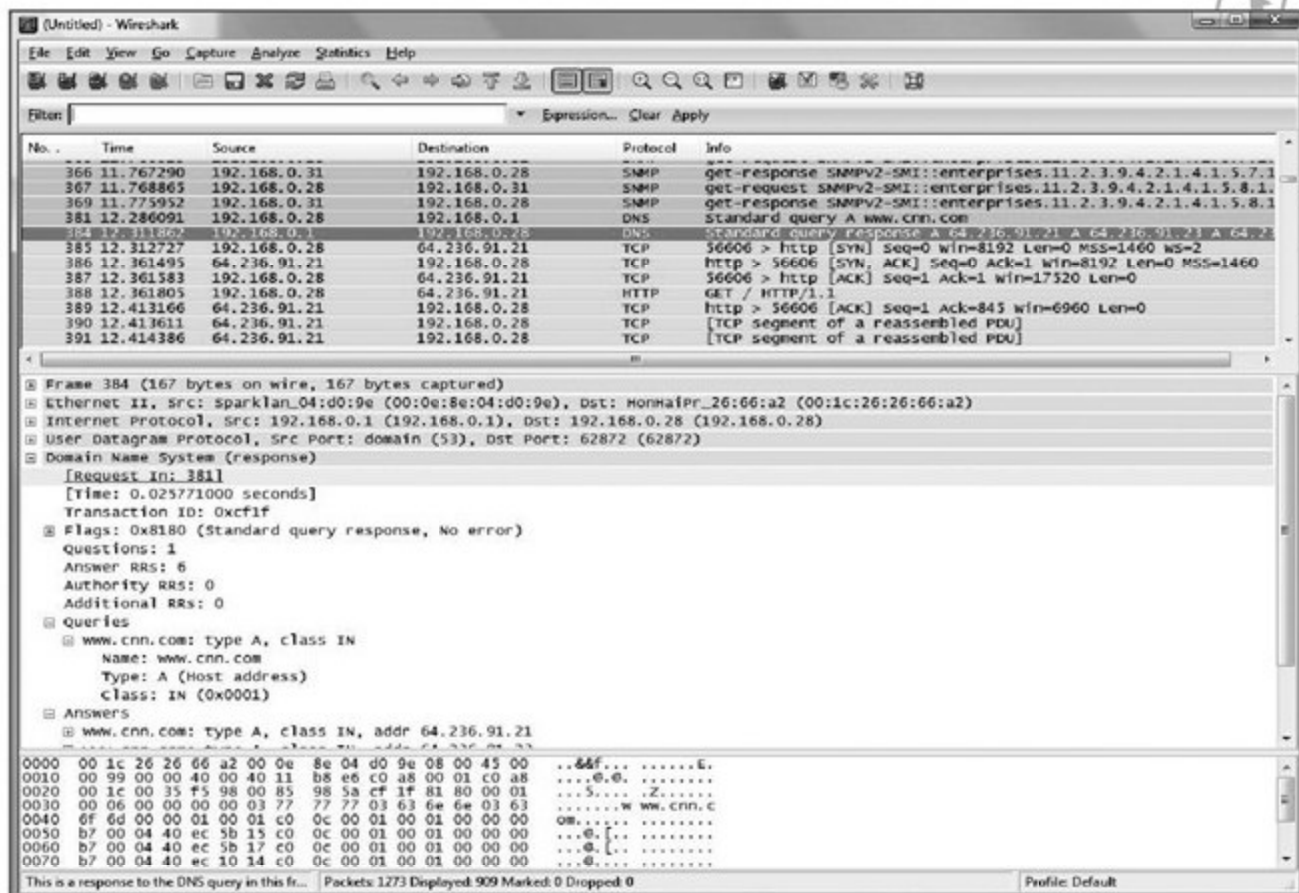 (Untitled) - Wireshark
File Edit View Go Capture Analyze Statistics Help
Filter: Expression... Clear Apply
No. . Time Source Destination Protocol Info
366 11.767290 192.168.0.31 192.168.0.28 SNMP get-response SNMPv2-SMI::enterprises.11.2.3.9.4.2.1.4.1.5.7.1
367 11.768865 192.168.0.28 192.168.0.31 SNMP get-request SNMPv2-SMI::enterprises.11.2.3.9.4.2.1.4.1.5.8.1.
369 11.775952 192.168.0.31 192.168.0.28 SNMP get-response SNMPv2-SMI::enterprises.11.2.3.9.4.2.1.4.1.5.8.1
381 12.286091 192.168.0.28 192.168.0.1 DNS Standard query A www.cnn.com
384 12.311862 192.168.0.1 192.168.0.28 DNS Standard query response A 64.236.91.21 A 64.236.91.23 A 64.23
385 12.312727 192.168.0.28 64.236.91.21 TCP 56606 > http [SYN] Seq=0 Win=8192 Len=0 MSS=1460 WS=2
386 12.361495 64.236.91.21 192.168.0.28 TCP http > 56606 [SYN, ACK] Seq=0 Ack=1 Win=8192 Len=0 MSS=1460
387 12.361583 192.168.0.28 64.236.91.21 TCP 56606 > http [ACK] Seq=1 Ack=1 Win=17520 Len=0
388 12.361805 192.168.0.28 64.236.91.21 HTTP GET / HTTP/1.1
389 12.413166 64.236.91.21 192.168.0.28 TCP http > 56606 [ACK] Seq=1 Ack=845 Win=6960 Len=0
390 12.413611 64.236.91.21 192.168.0.28 TCP [TCP segment of a reassembled PDU]
391 12.414386 64.236.91.21 192.168.0.28 TCP [TCP segment of a reassembled PDU]
Frame 384 (167 bytes on wire, 167 bytes captured)
Ethernet II, Src: Sparklan_04:d0:9e (00:0e:8e:04:d0:9e), Dst: HonHaiPr_26:66:a2 (00:1c:26:26:66:a2)
Internet Protocol, Src: 192.168.0.1 (192.168.0.1), Dst: 192.168.0.28 (192.168.0.28)
User Datagram Protocol, Src Port: domain (53), Dst Port: 62872 (62872)
Domain Name System (response)
[Request In: 381]
[Time: 0.025771000 seconds]
Transaction ID: 0xcf1f
Flags: 0x8180 (Standard query response, No error)
Questions: 1
Answer RRs: 6
Authority RRs: 0
Additional RRs: 0
Queries
www.cnn.com: type A, class IN
Name: www.cnn.com
Type: A (Host address)
Class: IN (0x0001)
Answers
www.cnn.com: type A, class IN, addr 64.236.91.21
0000 00 1c 26 26 66 a2 00 0e 8e 04 d0 9e 08 00 45 00 ..&&f... ......E.
0010 00 99 00 00 40 00 40 11 b8 e6 c0 a8 00 01 c0 a8 ....@.@. ........
0020 00 1c 00 35 f5 98 00 85 98 5a cf 1f 81 80 00 01 ...5.... .Z......
0030 00 06 00 00 00 00 03 77 77 77 03 63 6e 6e 03 63 .......w ww.cnn.c
0040 6f 6d 00 00 01 00 01 c0 0c 00 01 00 01 00 00 00 om...... ........
0050 b7 00 04 40 ec 5b 15 c0 0c 00 01 00 01 00 00 00 ...@.[.. ........
0060 b7 00 04 40 ec 5b 17 c0 0c 00 01 00 01 00 00 00 ...@.[.. ........
0070 b7 00 04 40 ec 10 14 c0 0c 00 01 00 01 00 00 00 ...@.... ........
This is a response to the DNS query in this fr... Packets: 1273 Displayed: 909 Marked: 0 Dropped: 0 Profile: Default